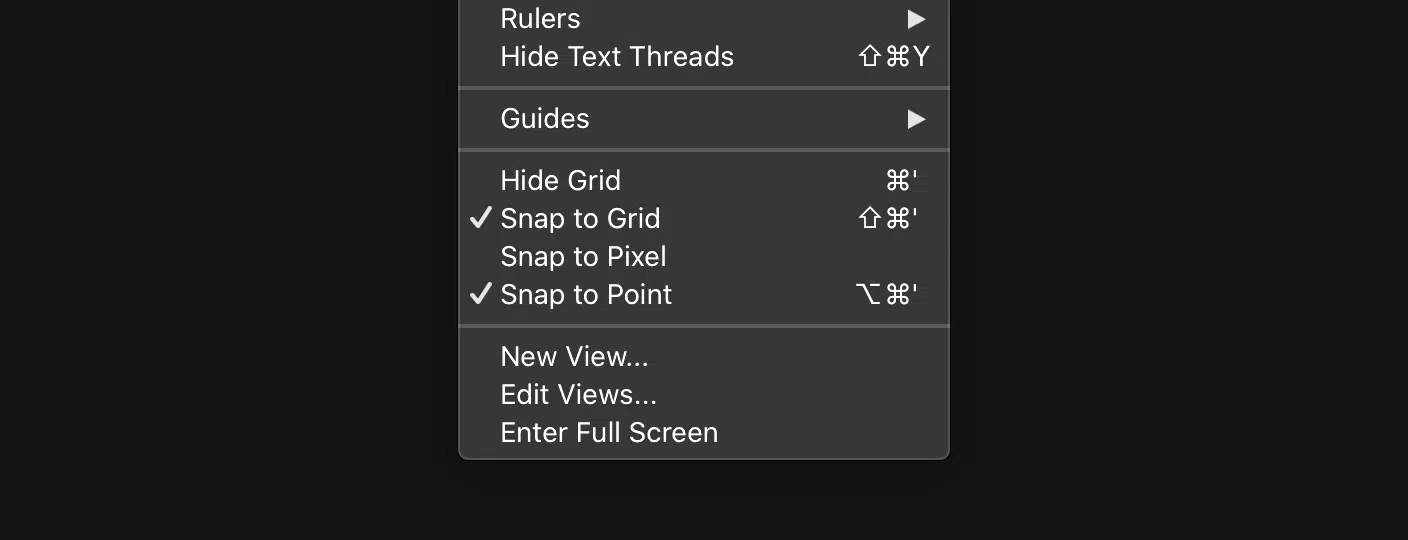 Rulers ▶
Hide Text Threads ⇧⌘Y
Guides ▶
Hide Grid ⌘'
✓ Snap to Grid ⇧⌘'
Snap to Pixel
✓ Snap to Point ⌥⌘'
New View...
Edit Views...
Enter Full Screen